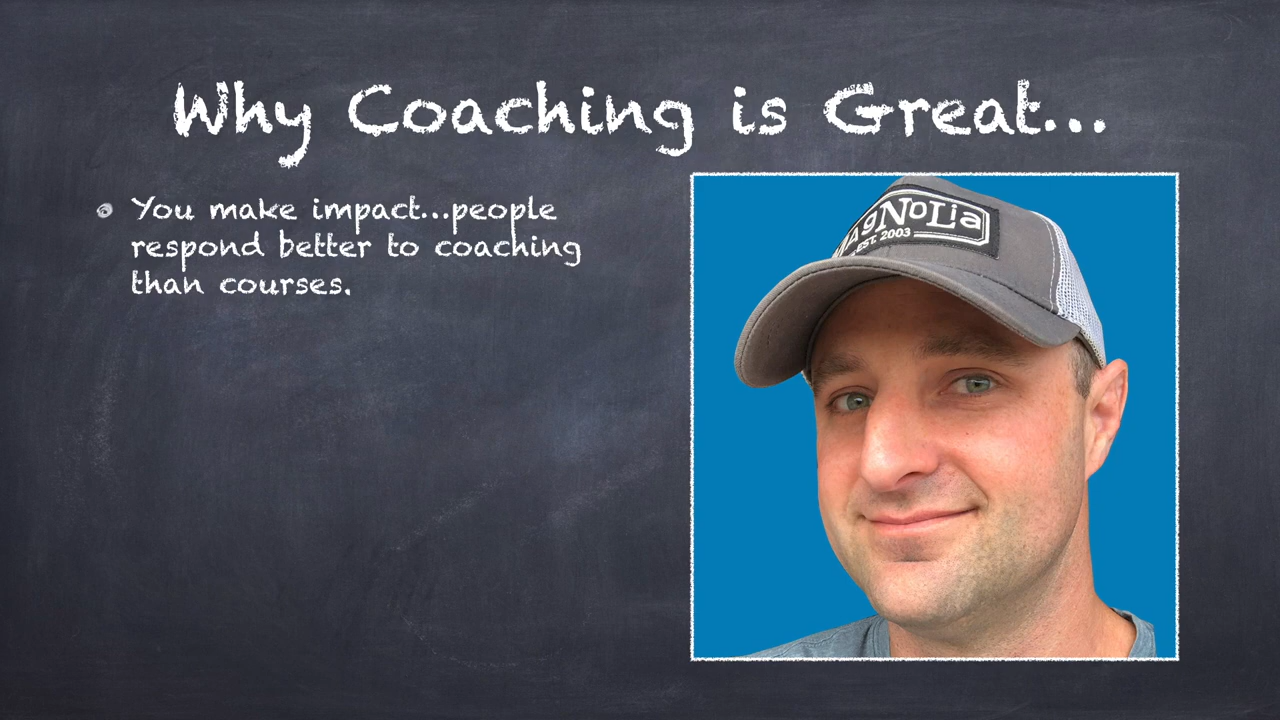 Why Coaching is Great...
You make impact...people
respond better to coaching
than courses.
MAGNOLia
EST. 2003